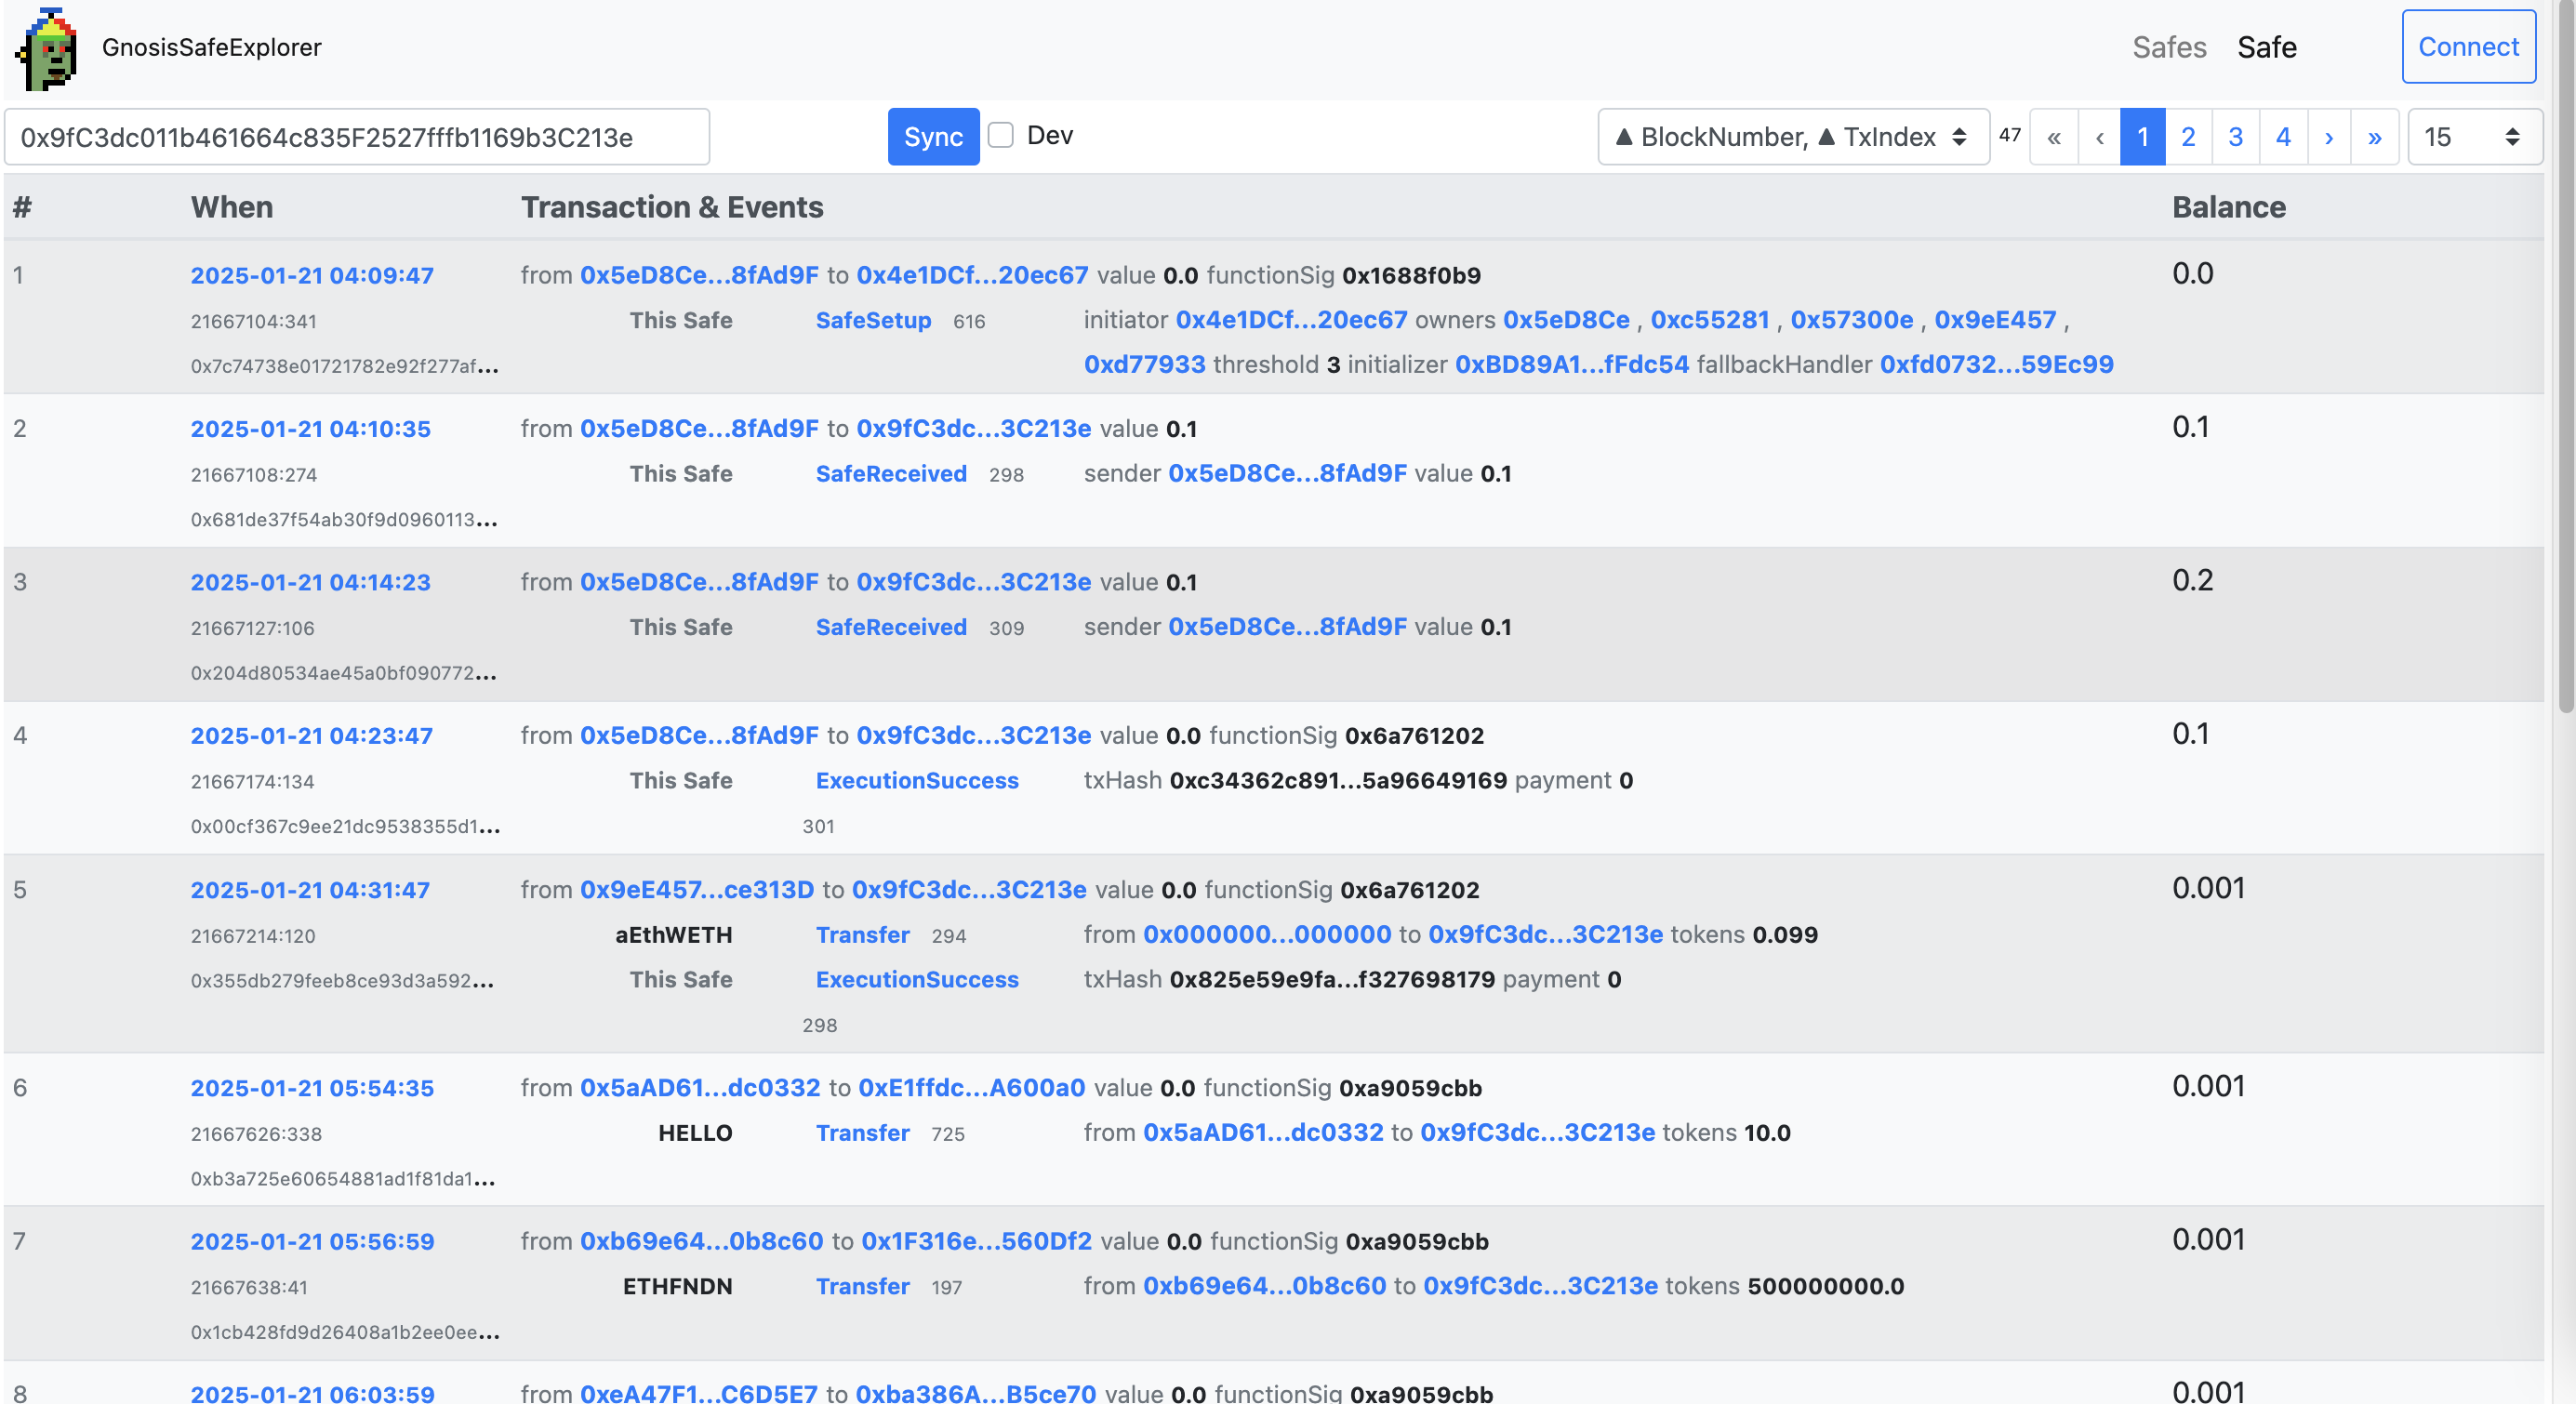 GnosisSafeExplorer Safes Safe Connect
0x9fC3dc011b461664c835F2527fffb1169b3C213e Sync Dev ▲ BlockNumber, ▲ TxIndex 47 « ‹ 1 2 3 4 › » 15
# When Transaction & Events Balance
1 2025-01-21 04:09:47 from 0x5eD8Ce...8fAd9F to 0x4e1DCf...20ec67 value 0.0 functionSig 0x1688f0b9 0.0
21667104:341 This Safe SafeSetup 616 initiator 0x4e1DCf...20ec67 owners 0x5eD8Ce , 0xc55281 , 0x57300e , 0x9eE457 ,
0x7c74738e01721782e92f277af... 0xd77933 threshold 3 initializer 0xBD89A1...fFdc54 fallbackHandler 0xfd0732...59Ec99
2 2025-01-21 04:10:35 from 0x5eD8Ce...8fAd9F to 0x9fC3dc...3C213e value 0.1 0.1
21667108:274 This Safe SafeReceived 298 sender 0x5eD8Ce...8fAd9F value 0.1
0x681de37f54ab30f9d0960113...
3 2025-01-21 04:14:23 from 0x5eD8Ce...8fAd9F to 0x9fC3dc...3C213e value 0.1 0.2
21667127:106 This Safe SafeReceived 309 sender 0x5eD8Ce...8fAd9F value 0.1
0x204d80534ae45a0bf090772...
4 2025-01-21 04:23:47 from 0x5eD8Ce...8fAd9F to 0x9fC3dc...3C213e value 0.0 functionSig 0x6a761202 0.1
21667174:134 This Safe ExecutionSuccess txHash 0xc34362c891...5a96649169 payment 0
0x00cf367c9ee21dc9538355d1... 301
5 2025-01-21 04:31:47 from 0x9eE457...ce313D to 0x9fC3dc...3C213e value 0.0 functionSig 0x6a761202 0.001
21667214:120 aEthWETH Transfer 294 from 0x000000...000000 to 0x9fC3dc...3C213e tokens 0.099
0x355db279feeb8ce93d3a592... This Safe ExecutionSuccess txHash 0x825e59e9fa...f327698179 payment 0
298
6 2025-01-21 05:54:35 from 0x5aAD61...dc0332 to 0xE1ffdc...A600a0 value 0.0 functionSig 0xa9059cbb 0.001
21667626:338 HELLO Transfer 725 from 0x5aAD61...dc0332 to 0x9fC3dc...3C213e tokens 10.0
0xb3a725e60654881ad1f81da1...
7 2025-01-21 05:56:59 from 0xb69e64...0b8c60 to 0x1F316e...560Df2 value 0.0 functionSig 0xa9059cbb 0.001
21667638:41 ETHFNDN Transfer 197 from 0xb69e64...0b8c60 to 0x9fC3dc...3C213e tokens 500000000.0
0x1cb428fd9d26408a1b2ee0ee...
8 2025-01-21 06:03:59 from 0xeA47F1...C6D5E7 to 0xba386A...B5ce70 value 0.0 functionSig 0xa9059cbb 0.001